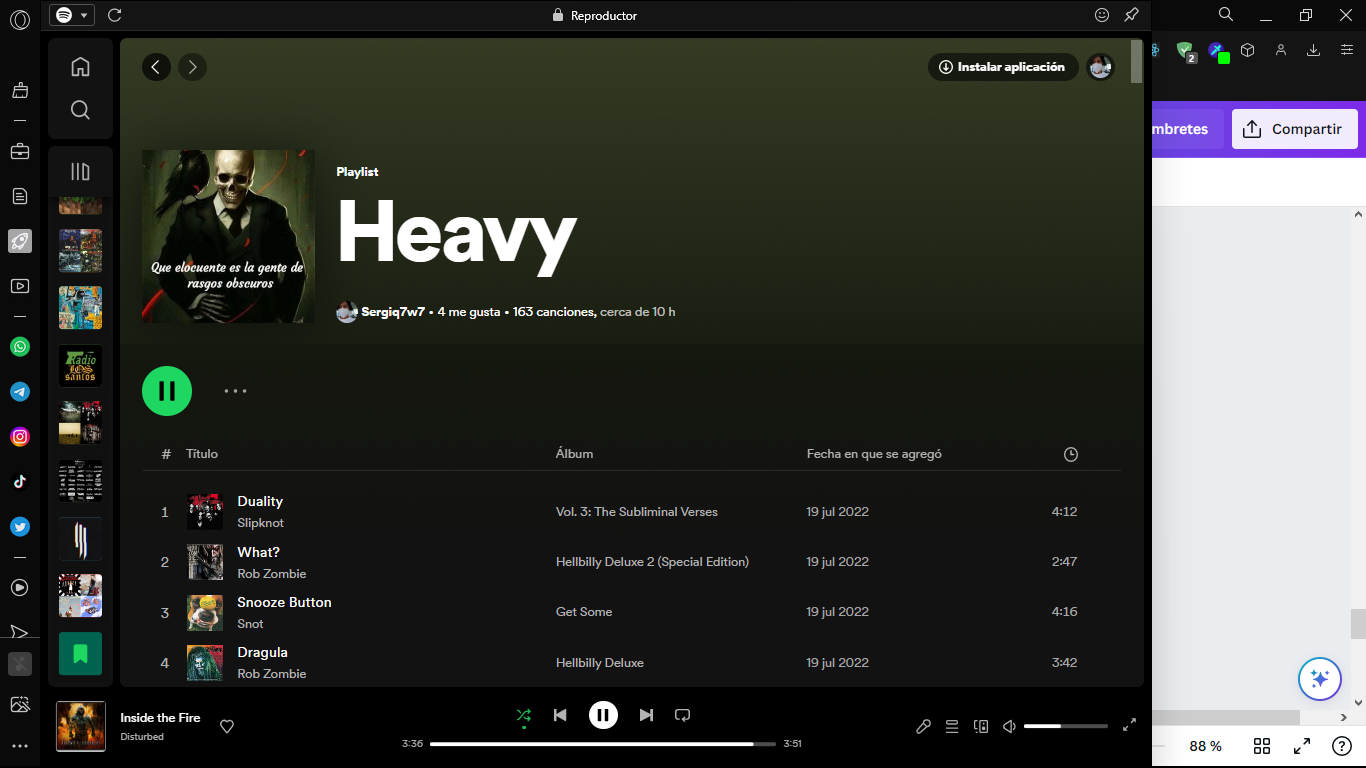 Reproductor
Instalar aplicación
2
mbretes
Compartir
Que elocuente es la gente de
rasgos obscuros
Playlist
Heavy
Sergiq7w7 • 4 me gusta • 163 canciones, cerca de 10 h
Radio
Los
santos
# Título Álbum Fecha en que se agregó
1 Duality Vol. 3: The Subliminal Verses 19 jul 2022 4:12
Slipknot
2 What? Hellbilly Deluxe 2 (Special Edition) 19 jul 2022 2:47
Rob Zombie
3 Snooze Button Get Some 19 jul 2022 4:16
Snot
4 Dragula Hellbilly Deluxe 19 jul 2022 3:42
Rob Zombie
Inside the Fire
Disturbed
3:36
3:51
88 %